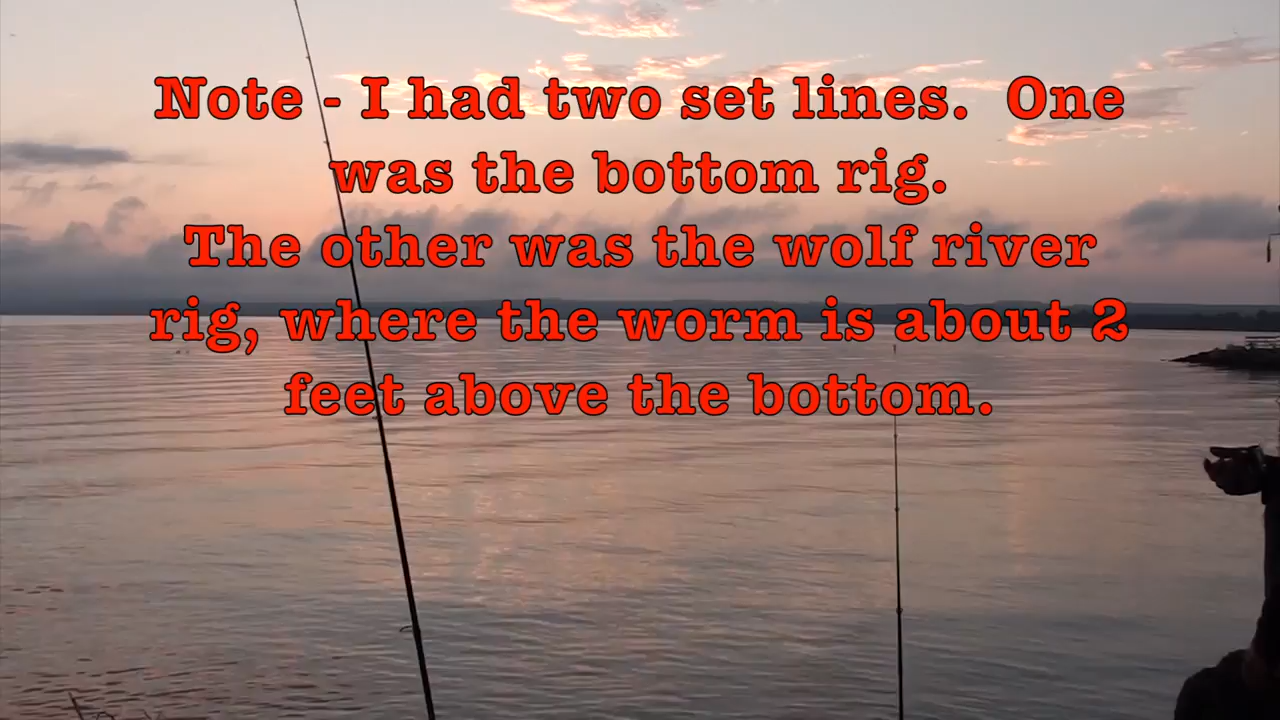 Note - I had two set lines.  One
was the bottom rig.
The other was the wolf river
rig, where the worm is about 2
feet above the bottom.